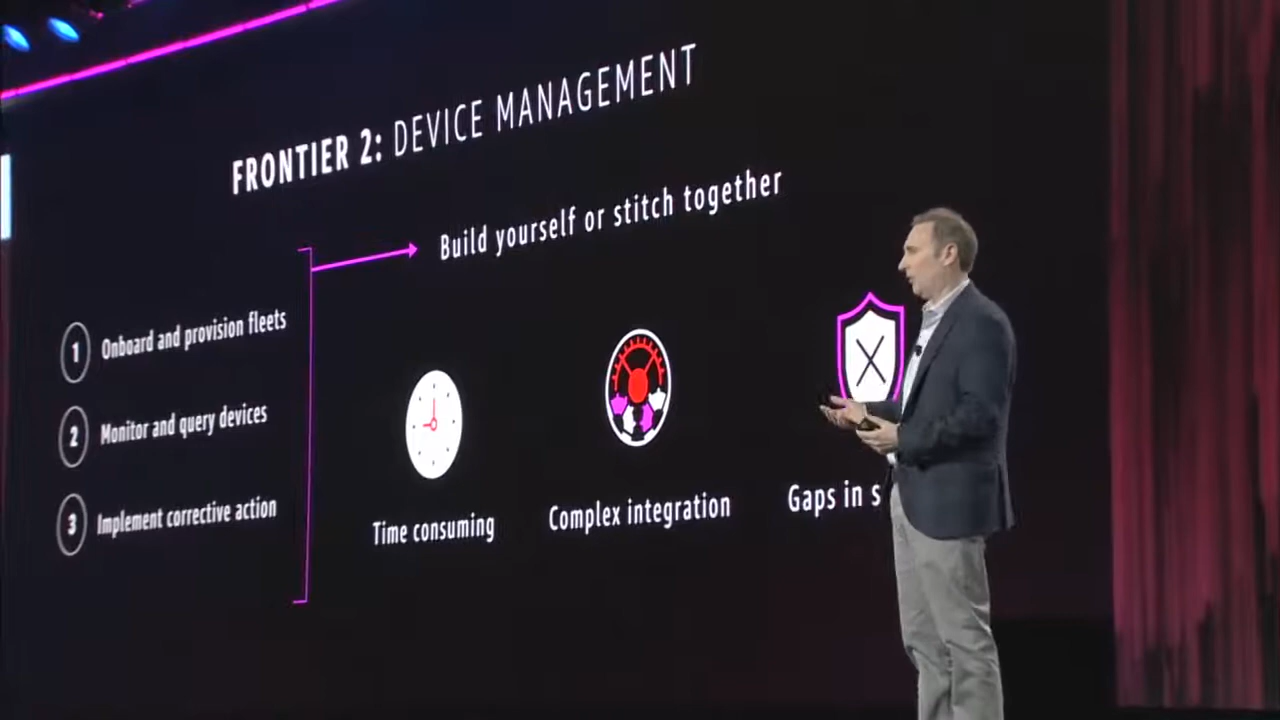 FRONTIER 2: DEVICE MANAGEMENT
Build yourself or stitch together
1 Onboard and provision fleets
2 Monitor and query devices
3 Implement corrective action
Time consuming
Complex integration
Gaps in s